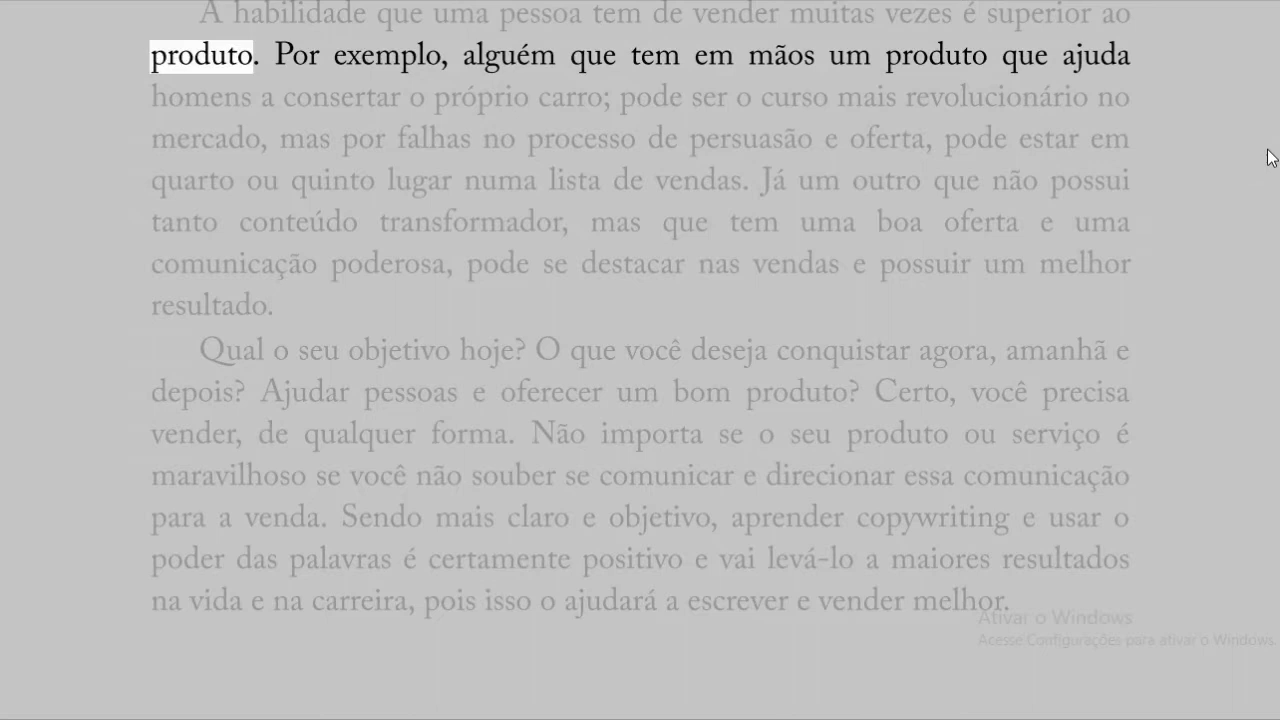 A habilidade que uma pessoa tem de vender muitas vezes é superior ao
produto. Por exemplo, alguém que tem em mãos um produto que ajuda
homens a consertar o próprio carro; pode ser o curso mais revolucionário no
mercado, mas por falhas no processo de persuasão e oferta, pode estar em
quarto ou quinto lugar numa lista de vendas. Já um outro que não possui
tanto conteúdo transformador, mas que tem uma boa oferta e uma
comunicação poderosa, pode se destacar nas vendas e possuir um melhor
resultado.
Qual o seu objetivo hoje? O que você deseja conquistar agora, amanhã e
depois? Ajudar pessoas e oferecer um bom produto? Certo, você precisa
vender, de qualquer forma. Não importa se o seu produto ou serviço é
maravilhoso se você não souber se comunicar e direcionar essa comunicação
para a venda. Sendo mais claro e objetivo, aprender copywriting e usar o
poder das palavras é certamente positivo e vai levá-lo a maiores resultados
na vida e na carreira, pois isso o ajudará a escrever e vender melhor.
Ativar o Windows
Acesse Configurações para ativar o Windows.